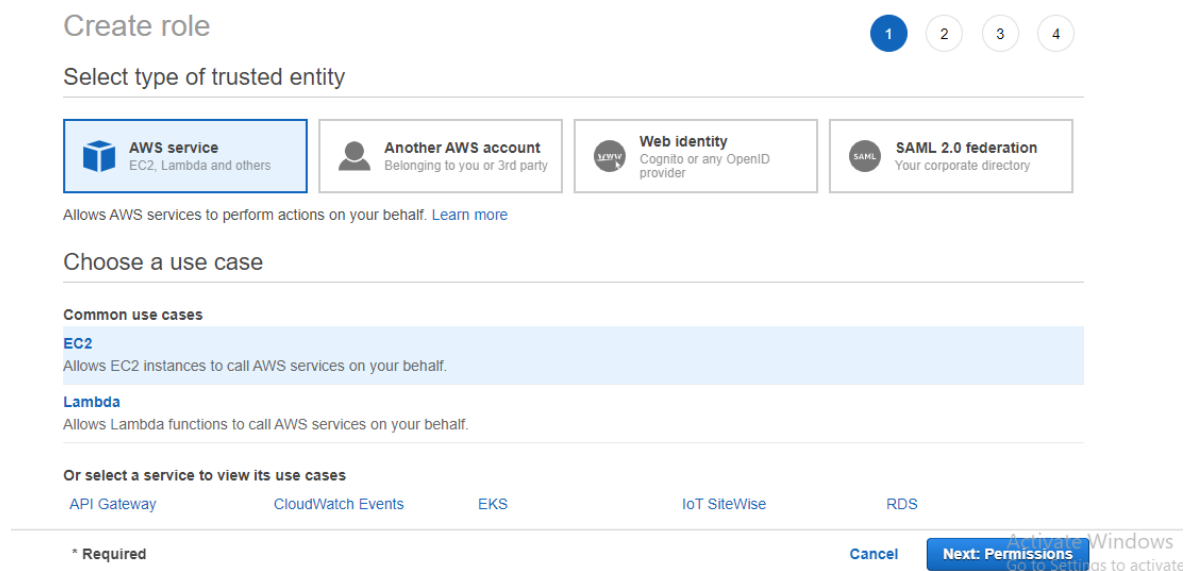 Create role
1 2 3 4
Select type of trusted entity
AWS service
EC2, Lambda and others
Another AWS account
Belonging to you or 3rd party
www
Web identity
Cognito or any OpenID
provider
SAML
SAML 2.0 federation
Your corporate directory
Allows AWS services to perform actions on your behalf. Learn more
Choose a use case
Common use cases
EC2
Allows EC2 instances to call AWS services on your behalf.
Lambda
Allows Lambda functions to call AWS services on your behalf.
Or select a service to view its use cases
API Gateway CloudWatch Events EKS IoT SiteWise RDS
* Required
Cancel
Next: Permissions
Activate Windows
Go to Settings to activate